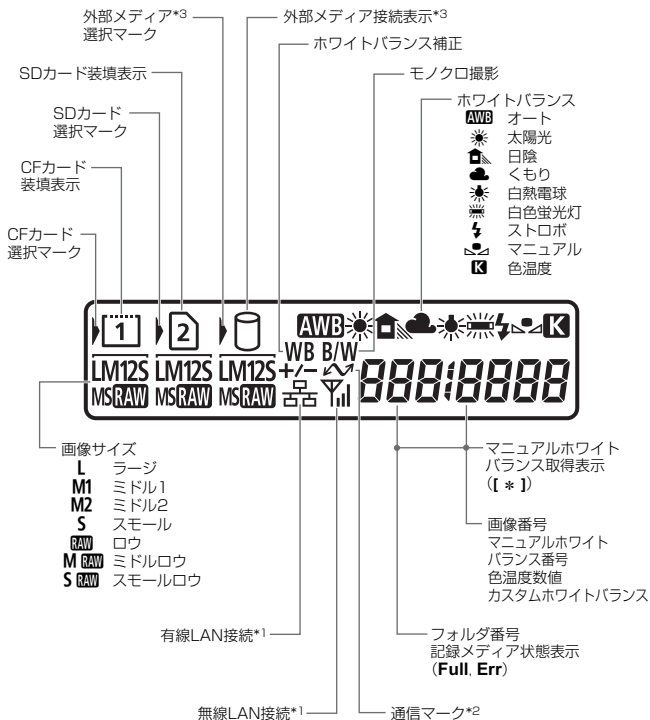 外部メディア*3
選択マーク
外部メディア接続表示*3
ホワイトバランス補正
SDカード装填表示
モノクロ撮影
SDカード
選択マーク
ホワイトバランス
AWB オート
太陽光
日陰
くもり
白熱電球
白色蛍光灯
ストロボ
マニュアル
K 色温度
CFカード
装填表示
CFカード
選択マーク
1 2 AWB K
WB B/W
LM12S LM12S LM12S +/- 888:8888
MS RAW MS RAW MS RAW
画像サイズ
L ラージ
M1 ミドル1
M2 ミドル2
S スモール
RAW ロウ
M RAW ミドルロウ
S RAW スモールロウ
マニュアルホワイト
バランス取得表示
([ * ])
画像番号
マニュアルホワイト
バランス番号
色温度数値
カスタムホワイトバランス
有線LAN接続*1
フォルダ番号
記録メディア状態表示
(Full, Err)
無線LAN接続*1
通信マーク*2